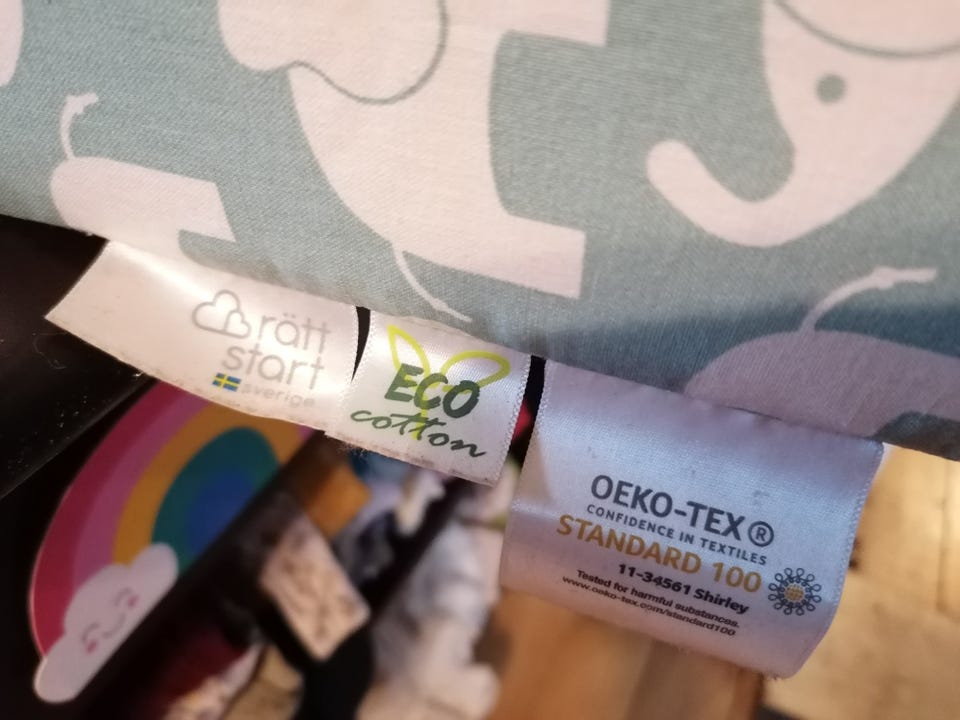 rätt
start
sverige
ECO
cotton
OEKO-TEX®
CONFIDENCE IN TEXTILES
STANDARD 100
11-34561 Shirley
Tested for harmful substances.
www.oeko-tex.com/standard100